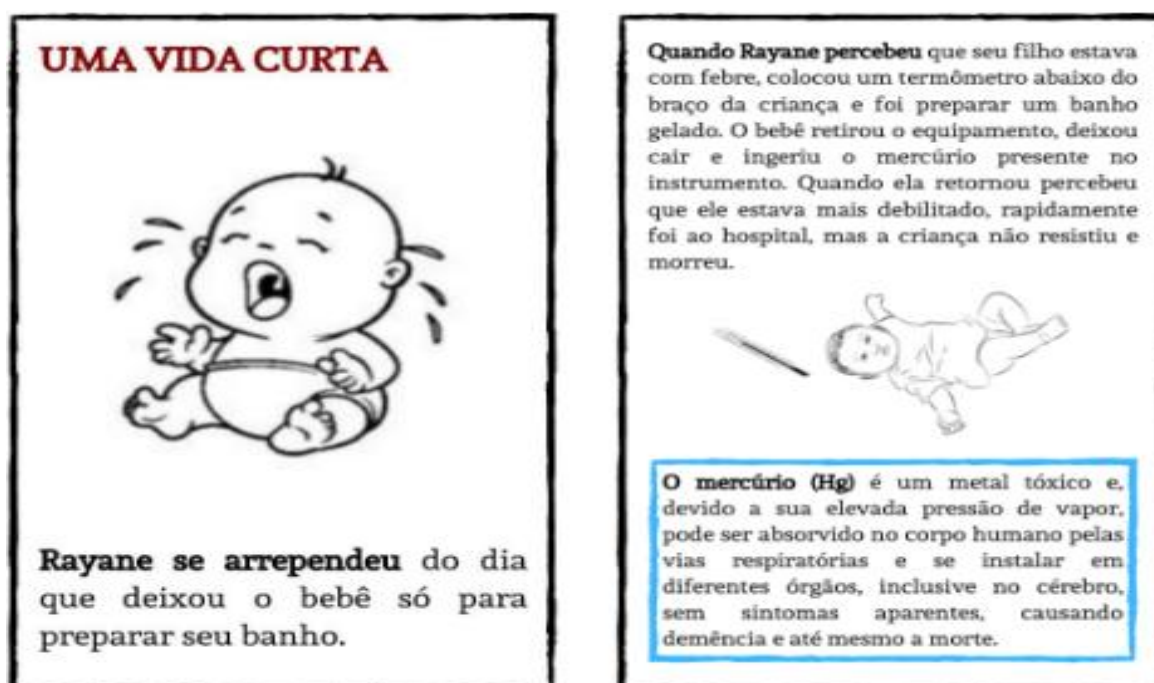 UMA VIDA CURTA
Rayane se arrependeu do dia
que deixou o bebê só para
preparar seu banho.
Quando Rayane percebeu que seu filho estava
com febre, colocou um termômetro abaixo do
braço da criança e foi preparar um banho
gelado. O bebê retirou o equipamento, deixou
cair e ingeriu o mercúrio presente no
instrumento. Quando ela retornou percebeu
que ele estava mais debilitado, rapidamente
foi ao hospital, mas a criança não resistiu e
morreu.
O mercúrio (Hg) é um metal tóxico e,
devido a sua elevada pressão de vapor,
pode ser absorvido no corpo humano pelas
vias respiratórias e se instalar em
diferentes órgãos, inclusive no cérebro,
sem sintomas aparentes, causando
demência e até mesmo a morte.